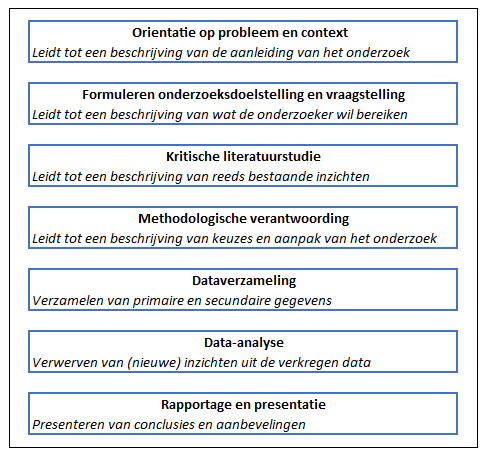 Orientatie op probleem en context
Leidt tot een beschrijving van de aanleiding van het onderzoek
Formuleren onderzoeksdoelstelling en vraagstelling
Leidt tot een beschrijving van wat de onderzoeker wil bereiken
Kritische literatuurstudie
Leidt tot een beschrijving van reeds bestaande inzichten
Methodologische verantwoording
Leidt tot een beschrijving van keuzes en aanpak van het onderzoek
Dataverzameling
Verzamelen van primaire en secundaire gegevens
Data-analyse
Verwerven van (nieuwe) inzichten uit de verkregen data
Rapportage en presentatie
Presenteren van conclusies en aanbevelingen